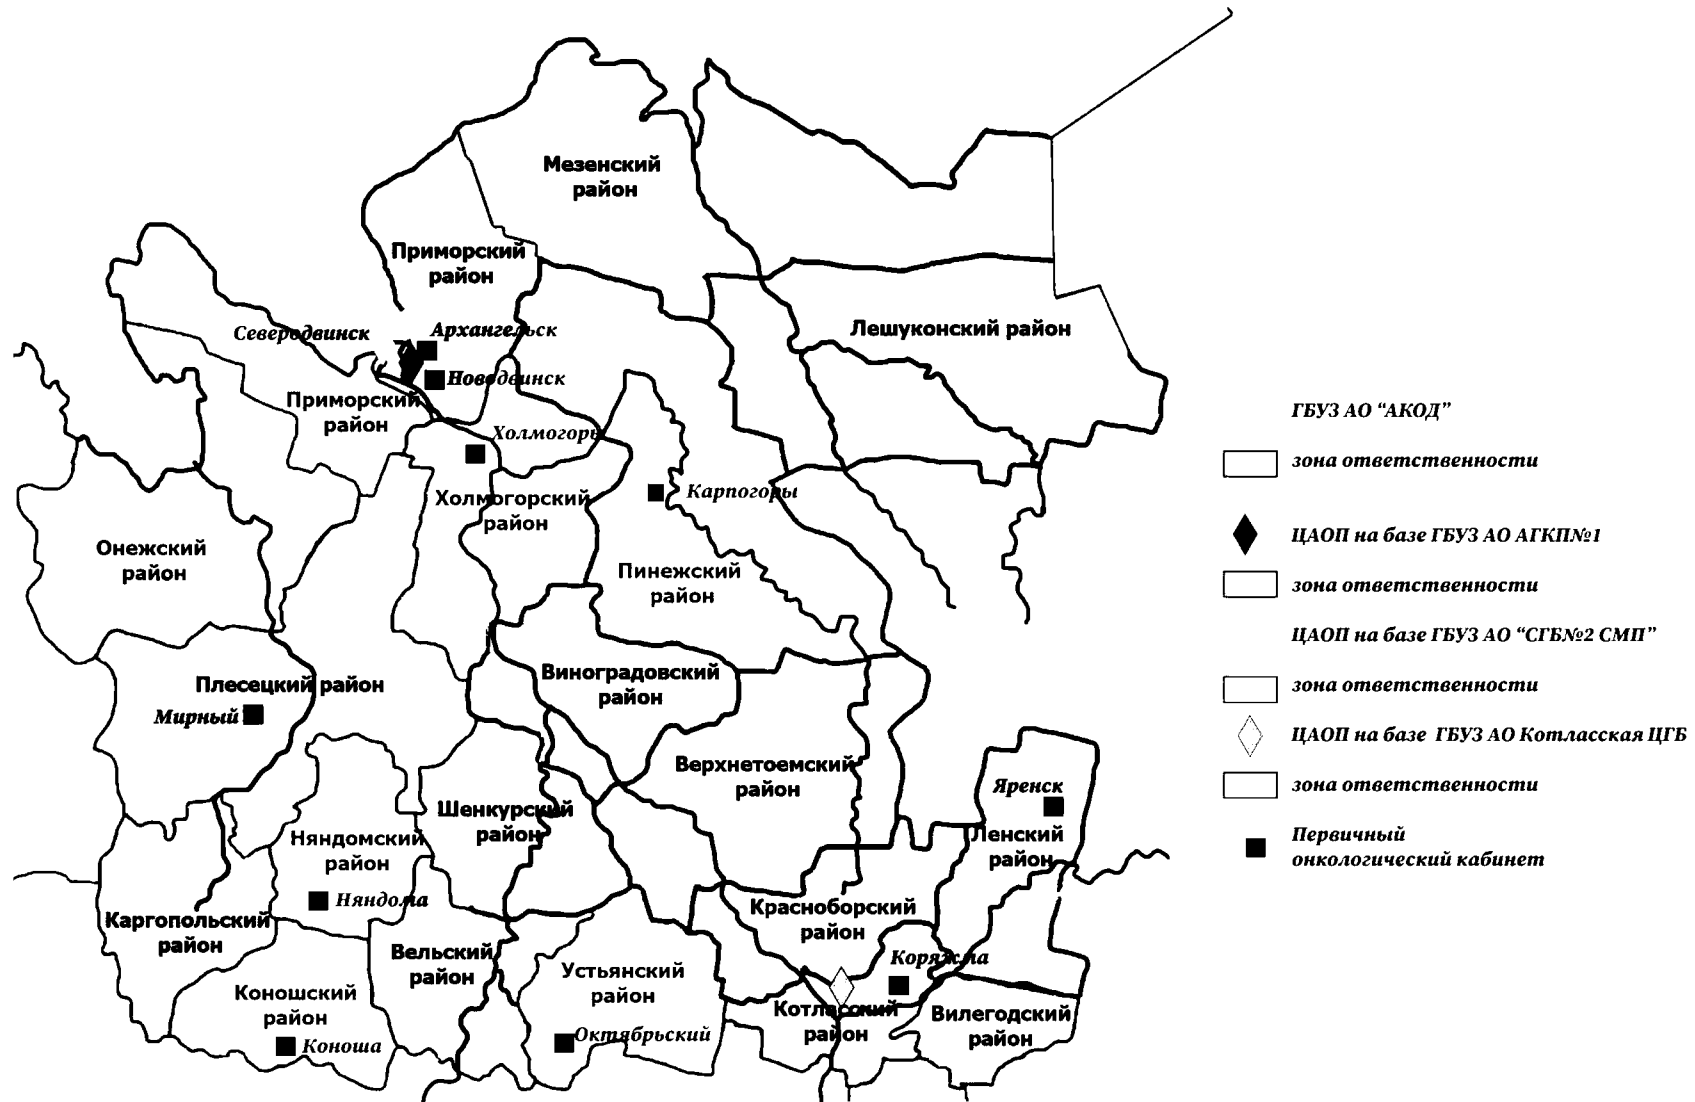 Мезенский
район
Приморский
район
Северодвинск
Архангельск
Лешуконский район
Новодвинск
Приморский
район
Холмогоры
Холмогорский
район
Карпогоры
Онежский
район
Пинежский
район
Плесецкий район
Мирный
Виноградовский
район
Верхнетоемский
район
Шенкурский
район
Яренск
Ленский
район
Няндомский
район
Няндома
Каргопольский
район
Красноборский
район
Вельский
район
Коряжма
Устьянский
район
Коношский
район
Коноша
Октябрьский
Котласский
район
Вилегодский
район
ГБУЗ АО “АКОД”
зона ответственности
ЦАОП на базе ГБУЗ АО АГКП№1
зона ответственности
ЦАОП на базе ГБУЗ АО “СГБ№2 СМП”
зона ответственности
ЦАОП на базе ГБУЗ АО Котласская ЦГБ
зона ответственности
Первичный
онкологический кабинет